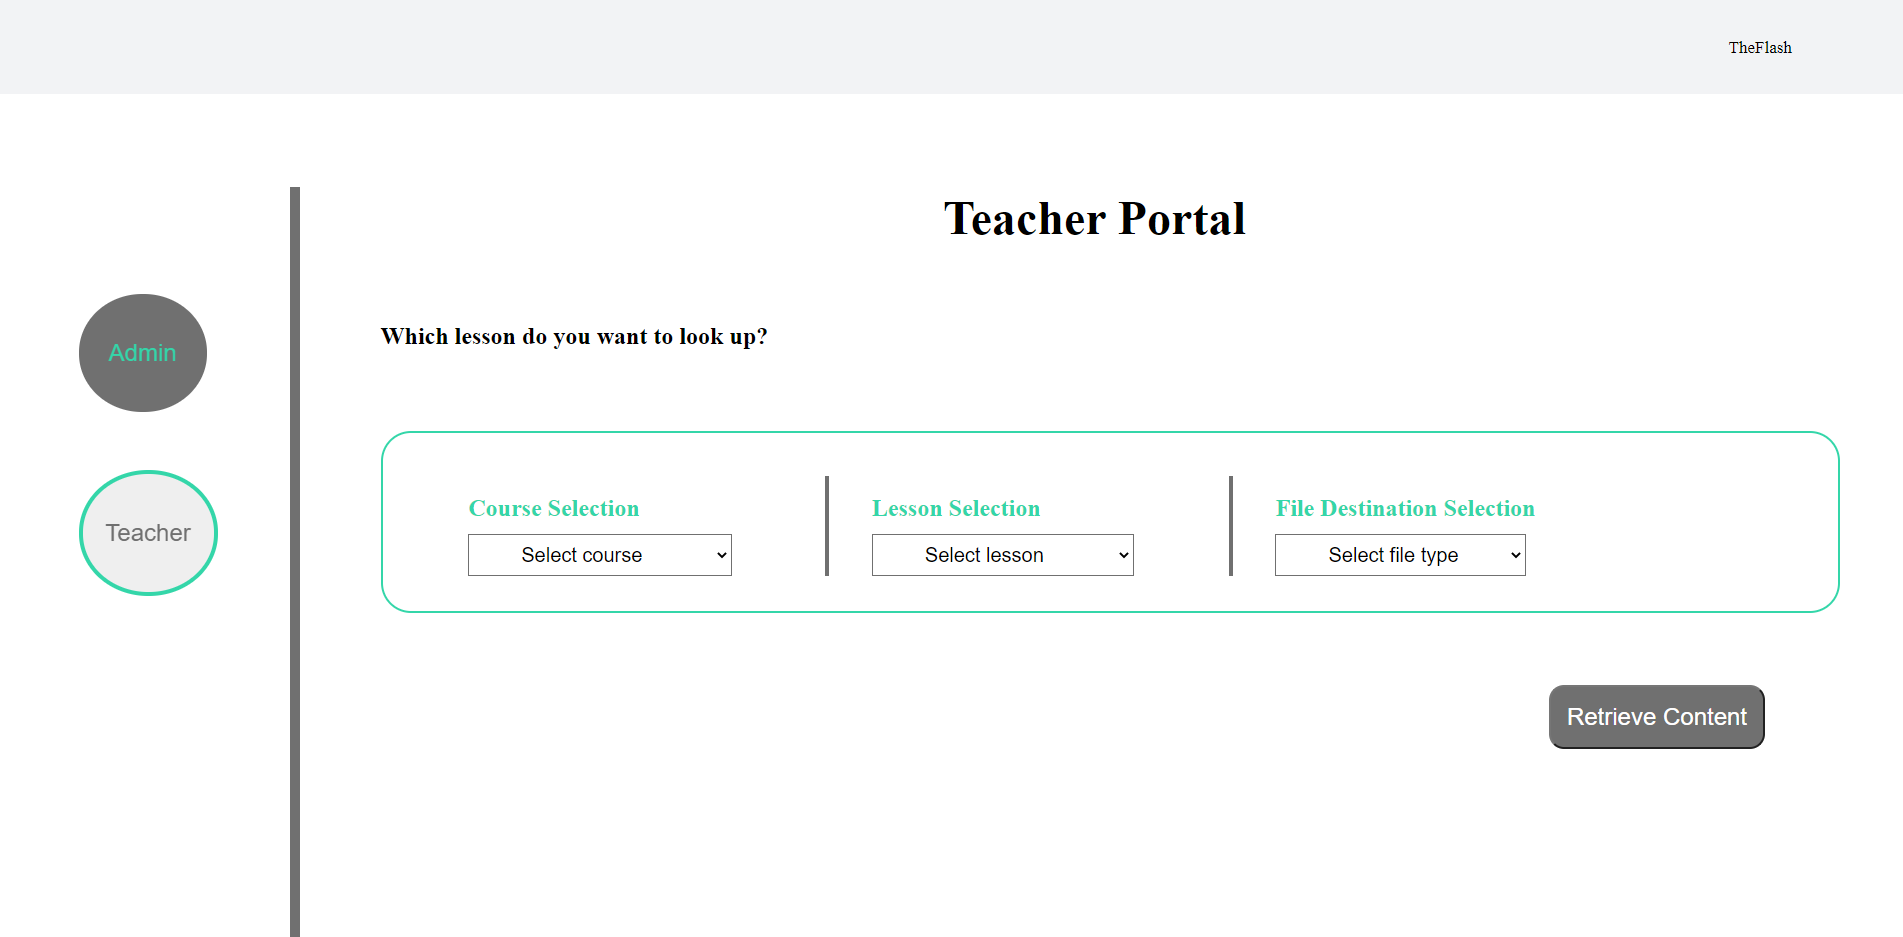 TheFlash
Teacher Portal
Admin
Teacher
Which lesson do you want to look up?
Course Selection
Select course
Lesson Selection
Select lesson
File Destination Selection
Select file type
Retrieve Content